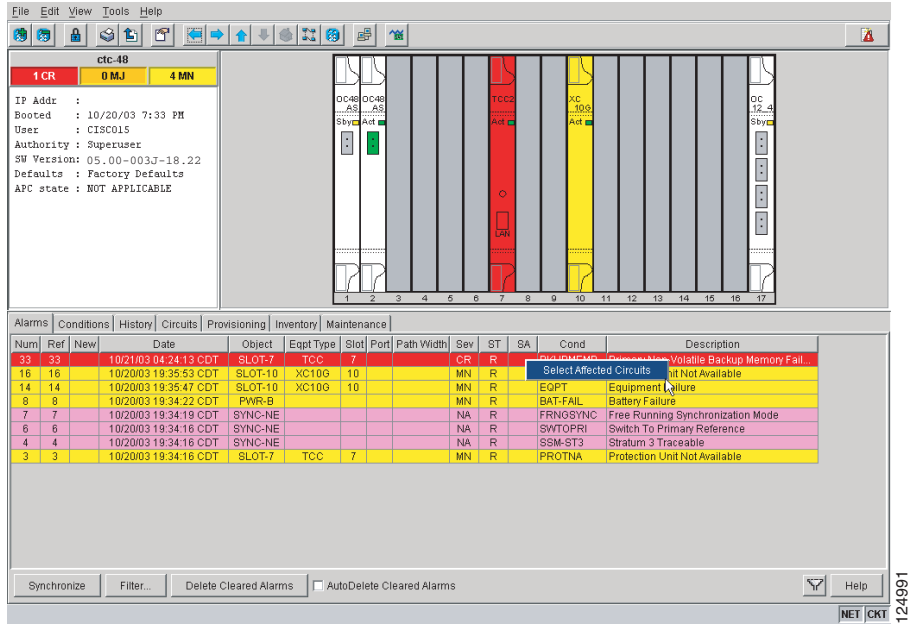 File Edit View Tools Help
ctc-48
1 CR 0 MJ 4 MN
IP Addr :
Booted : 10/20/03 7:33 PM
User : CISCO15
Authority : Superuser
SW Version: 05.00-003J-18.22
Defaults : Factory Defaults
APC state : NOT APPLICABLE
OC48 OC48 TCC2 XC OC
AS AS 10G 12_4
Sby Act Act Act Sby
LAN
1 2 3 4 5 6 7 8 9 10 11 12 13 14 15 16 17
Alarms Conditions History Circuits Provisioning Inventory Maintenance
Num Ref New Date Object Eqpt Type Slot Port Path Width Sev ST SA Cond Description
33 33 10/21/03 04:24:13 CDT SLOT-7 TCC 7 CR R Volatile Backup Memory Fail...
16 16 10/20/03 19:35:53 CDT SLOT-10 XC10G 10 MN R Not Available
Select Affected Circuits
14 14 10/20/03 19:35:47 CDT SLOT-10 XC10G 10 MN R EQPT Equipment
8 8 10/20/03 19:34:22 CDT PWR-B MN R BAT-FAIL Battery Failure
7 7 10/20/03 19:34:19 CDT SYNC-NE NA R FRNGSYNC Free Running Synchronization Mode
6 6 10/20/03 19:34:16 CDT SYNC-NE NA R SWTOPRI Switch To Primary Reference
4 4 10/20/03 19:34:16 CDT SYNC-NE NA R SSM-ST3 Stratum 3 Traceable
3 3 10/20/03 19:34:16 CDT SLOT-7 TCC 7 MN R PROTNA Protection Unit Not Available
Synchronize Filter... Delete Cleared Alarms AutoDelete Cleared Alarms Help
NET CKT
124991